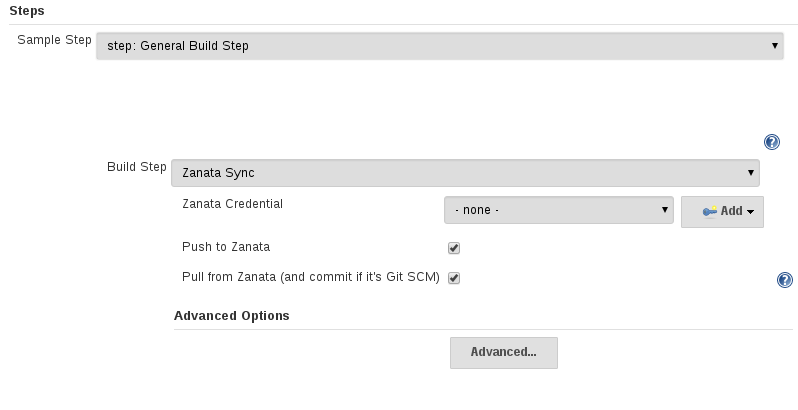 Steps
Sample Step
step: General Build Step
Build Step
Zanata Sync
Zanata Credential
- none -
Add
Push to Zanata
Pull from Zanata (and commit if it's Git SCM)
Advanced Options
Advanced...